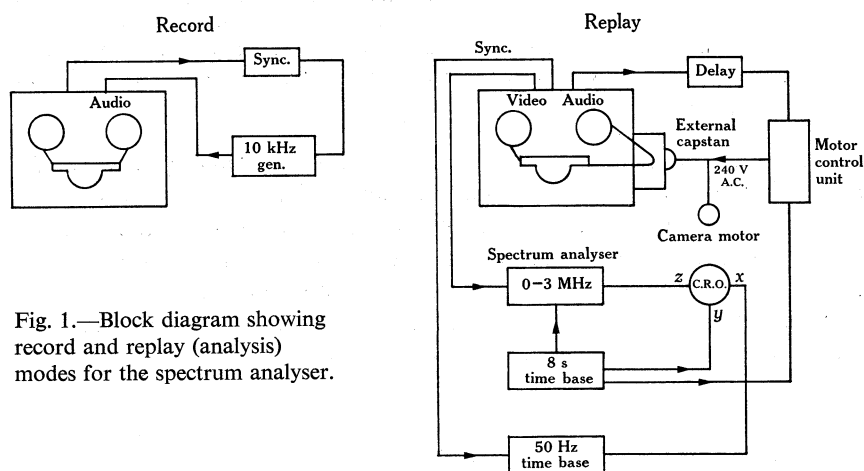 Record
Sync.
Audio
10 kHz
gen.
Fig. 1.—Block diagram showing
record and replay (analysis)
modes for the spectrum analyser.
Replay
Sync.
Delay
Video Audio
External
capstan
Motor
control
unit
240 V
A.C.
Camera motor
Spectrum analyser
0–3 MHz
z C.R.O. x
y
8 s
time base
50 Hz
time base